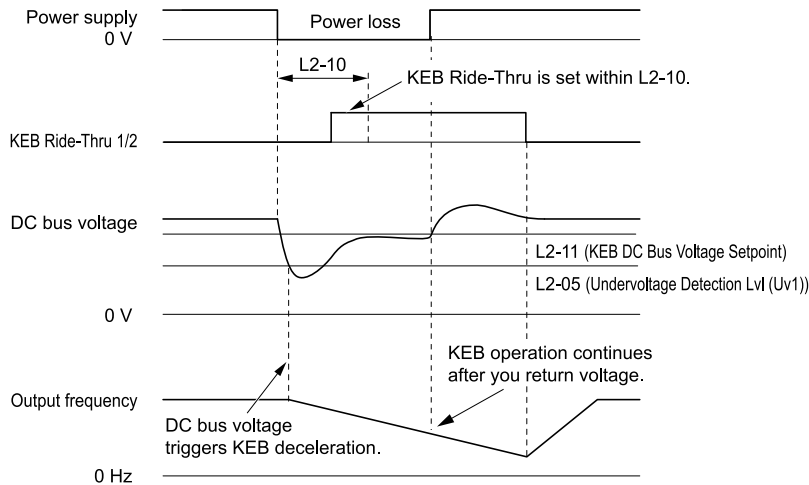 Power supply
0 V
Power loss
L2-10
KEB Ride-Thru is set within L2-10.
KEB Ride-Thru 1/2
DC bus voltage
L2-11 (KEB DC Bus Voltage Setpoint)
L2-05 (Undervoltage Detection Lvl (Uv1))
0 V
KEB operation continues
after you return voltage.
Output frequency
DC bus voltage
triggers KEB deceleration.
0 Hz